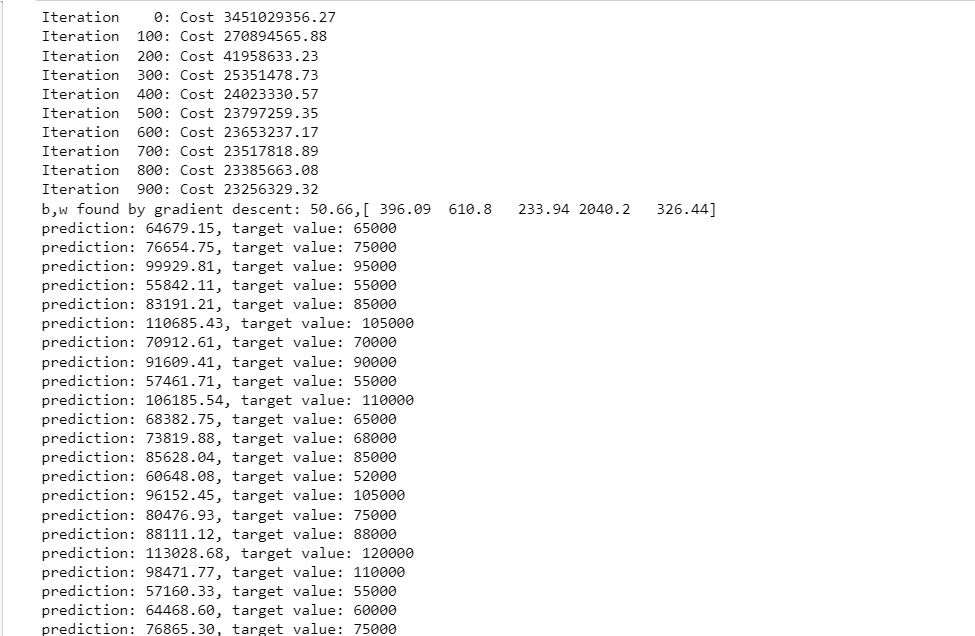 Iteration    0: Cost 3451029356.27
Iteration  100: Cost 270894565.88
Iteration  200: Cost 41958633.23
Iteration  300: Cost 25351478.73
Iteration  400: Cost 24023330.57
Iteration  500: Cost 23797259.35
Iteration  600: Cost 23653237.17
Iteration  700: Cost 23517818.89
Iteration  800: Cost 23385663.08
Iteration  900: Cost 23256329.32
b,w found by gradient descent: 50.66,[ 396.09  610.8   233.94 2040.2   326.44]
prediction: 64679.15, target value: 65000
prediction: 76654.75, target value: 75000
prediction: 99929.81, target value: 95000
prediction: 55842.11, target value: 55000
prediction: 83191.21, target value: 85000
prediction: 110685.43, target value: 105000
prediction: 70912.61, target value: 70000
prediction: 91609.41, target value: 90000
prediction: 57461.71, target value: 55000
prediction: 106185.54, target value: 110000
prediction: 68382.75, target value: 65000
prediction: 73819.88, target value: 68000
prediction: 85628.04, target value: 85000
prediction: 60648.08, target value: 52000
prediction: 96152.45, target value: 105000
prediction: 80476.93, target value: 75000
prediction: 88111.12, target value: 88000
prediction: 113028.68, target value: 120000
prediction: 98471.77, target value: 110000
prediction: 57160.33, target value: 55000
prediction: 64468.60, target value: 60000
prediction: 76865.30, target value: 75000